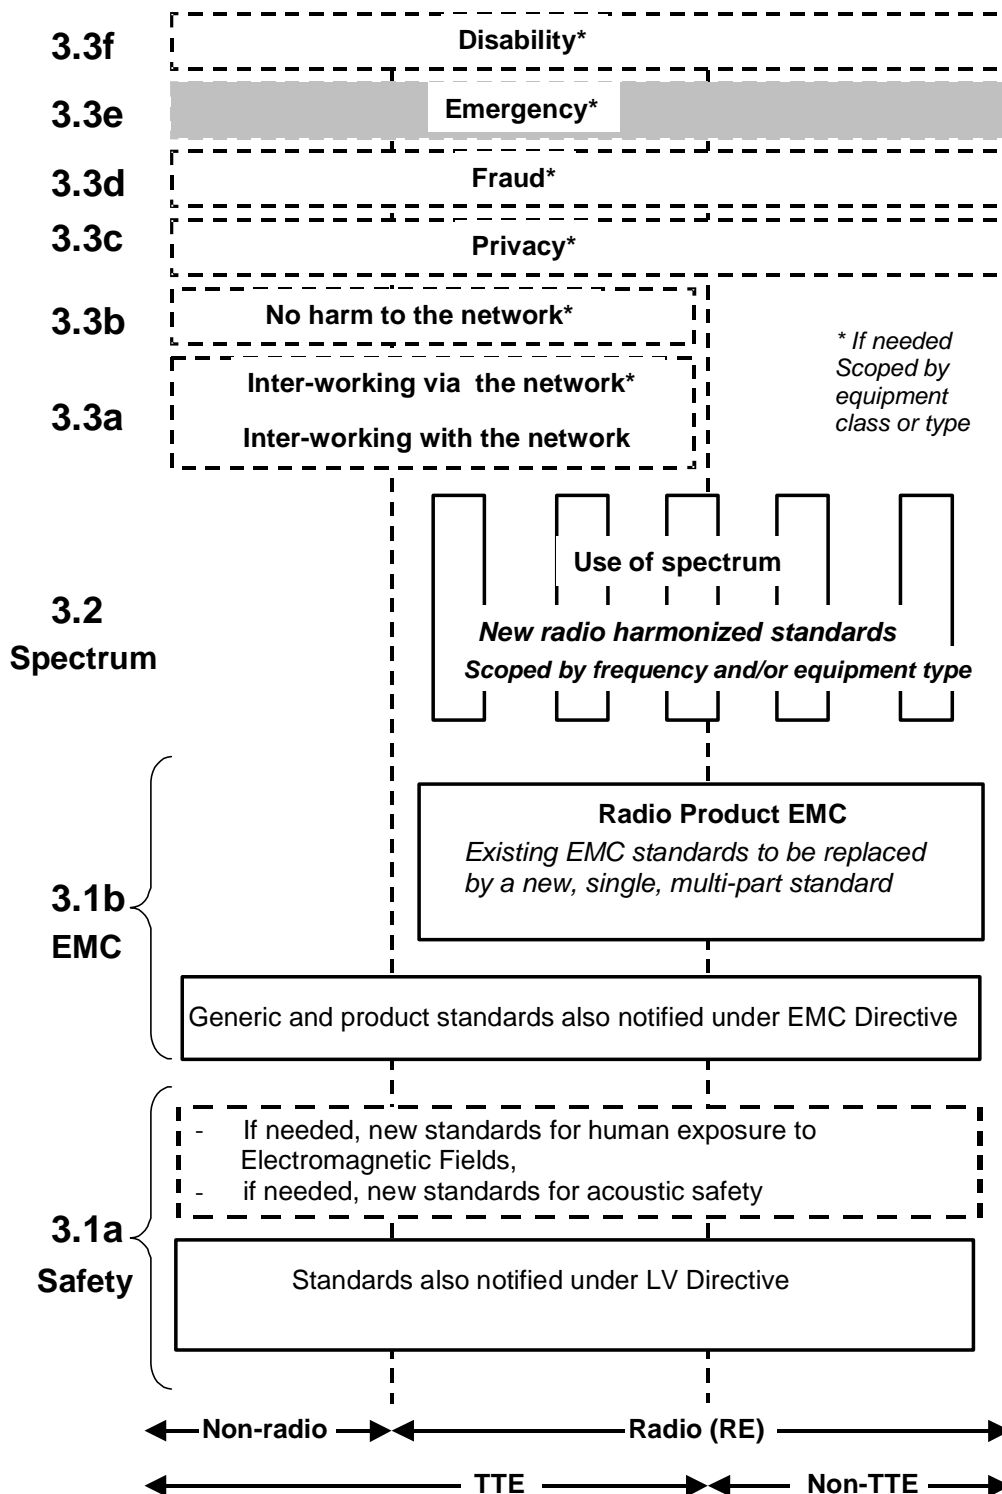 3.3f
Disability*
3.3e
Emergency*
3.3d
Fraud*
3.3c
Privacy*
3.3b
No harm to the network*
3.3a
Inter-working via the network*
Inter-working with the network
* If needed
Scoped by
equipment
class or type
3.2
Spectrum
Use of spectrum
New radio harmonized standards
Scoped by frequency and/or equipment type
3.1b
EMC
Radio Product EMC
Existing EMC standards to be replaced
by a new, single, multi-part standard
Generic and product standards also notified under EMC Directive
3.1a
Safety
- If needed, new standards for human exposure to
Electromagnetic Fields,
- if needed, new standards for acoustic safety
Standards also notified under LV Directive
Non-radio
Radio (RE)
TTE
Non-TTE